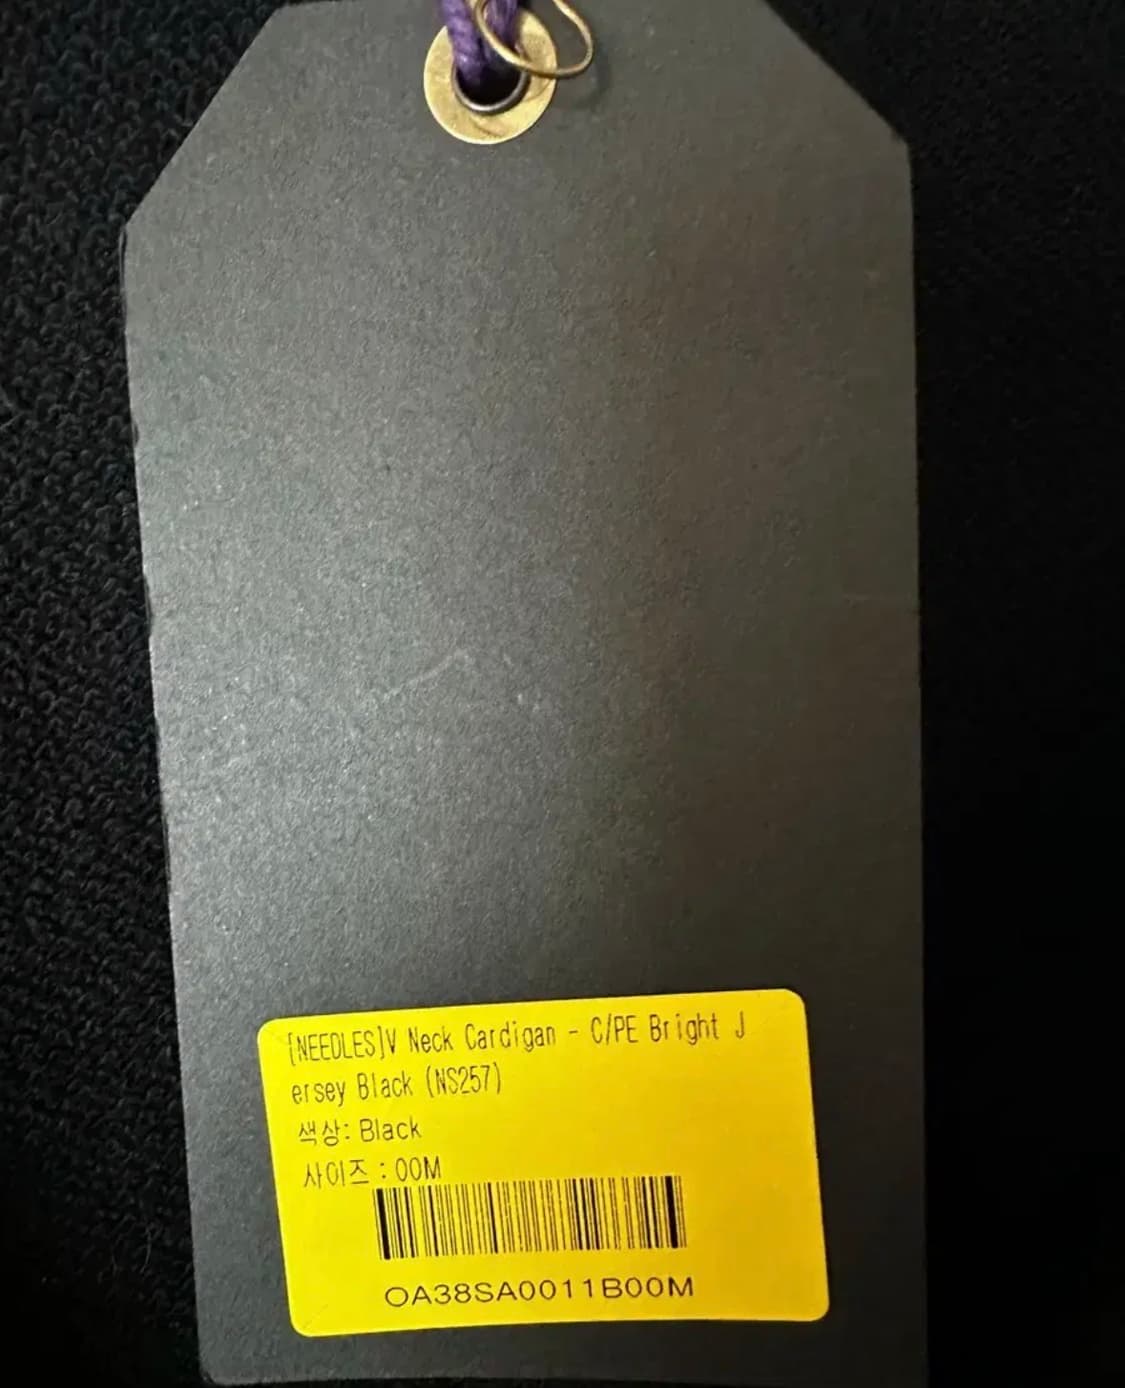 [NEEDLES]V Neck Cardigan - C/PE Bright J
ersey Black (NS257)
색상: Black
사이즈 : 00M
OA38SA0011B00M